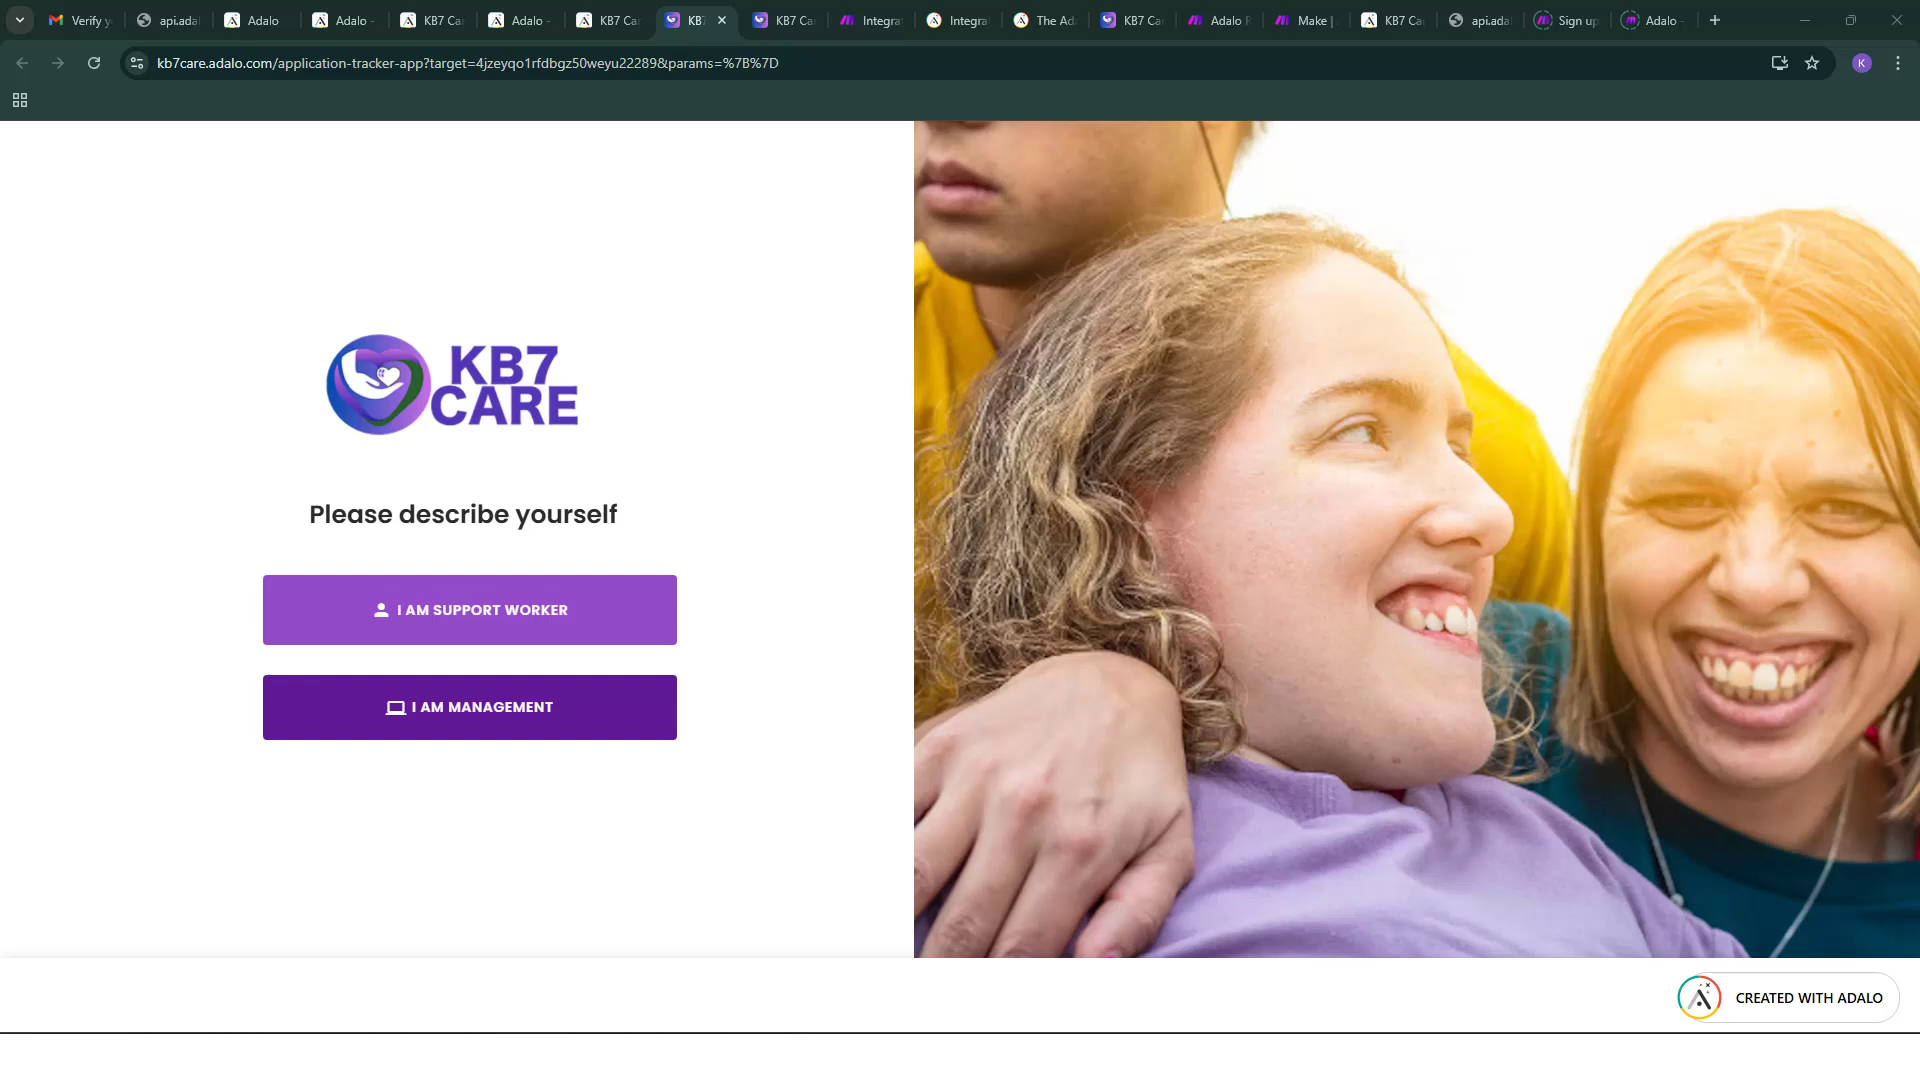 Verify y
api.ada
Adalo
Adalo -
KB7 Ca
Adalo -
KB7 Ca
KB7
KB7 Ca
Integra
Integra
The Ad
KB7 Ca
Adalo R
Make |
KB7 Ca
api.ada
Sign up
Adalo -
kb7care.adalo.com/application-tracker-app?target=4jzeyqo1rfdbgz50weyu22289&params=%7B%7D
K
KB7
CARE
Please describe yourself
I AM SUPPORT WORKER
I AM MANAGEMENT
CREATED WITH ADALO